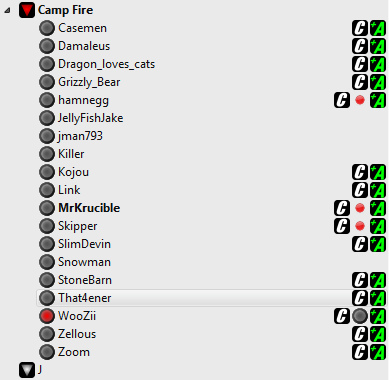 Camp Fire
Casemen C +A
Damaleus C +A
Dragon_loves_cats C +A
Grizzly_Bear C +A
hamnegg C +A
JellyFishJake
jman793
Killer
Kojou C +A
Link C +A
MrKrucible C +A
Skipper C +A
SlimDevin C +A
Snowman
StoneBarn C +A
That4ener C +A
WooZii C +A
Zellous C +A
Zoom C +A
J